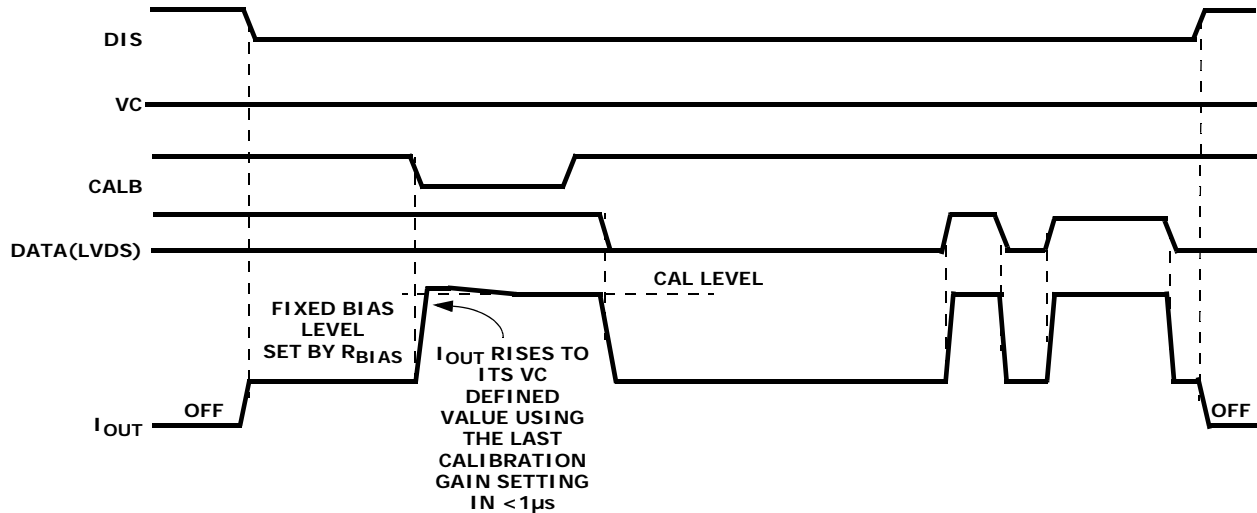 DIS
VC
CALB
DATA(LVDS)
CAL LEVEL
FIXED BIAS
LEVEL
SET BY RBIAS
IOUT RISES TO
ITS VC
DEFINED
VALUE USING
THE LAST
CALIBRATION
GAIN SETTING
IN <1µs
OFF
IOUT
OFF